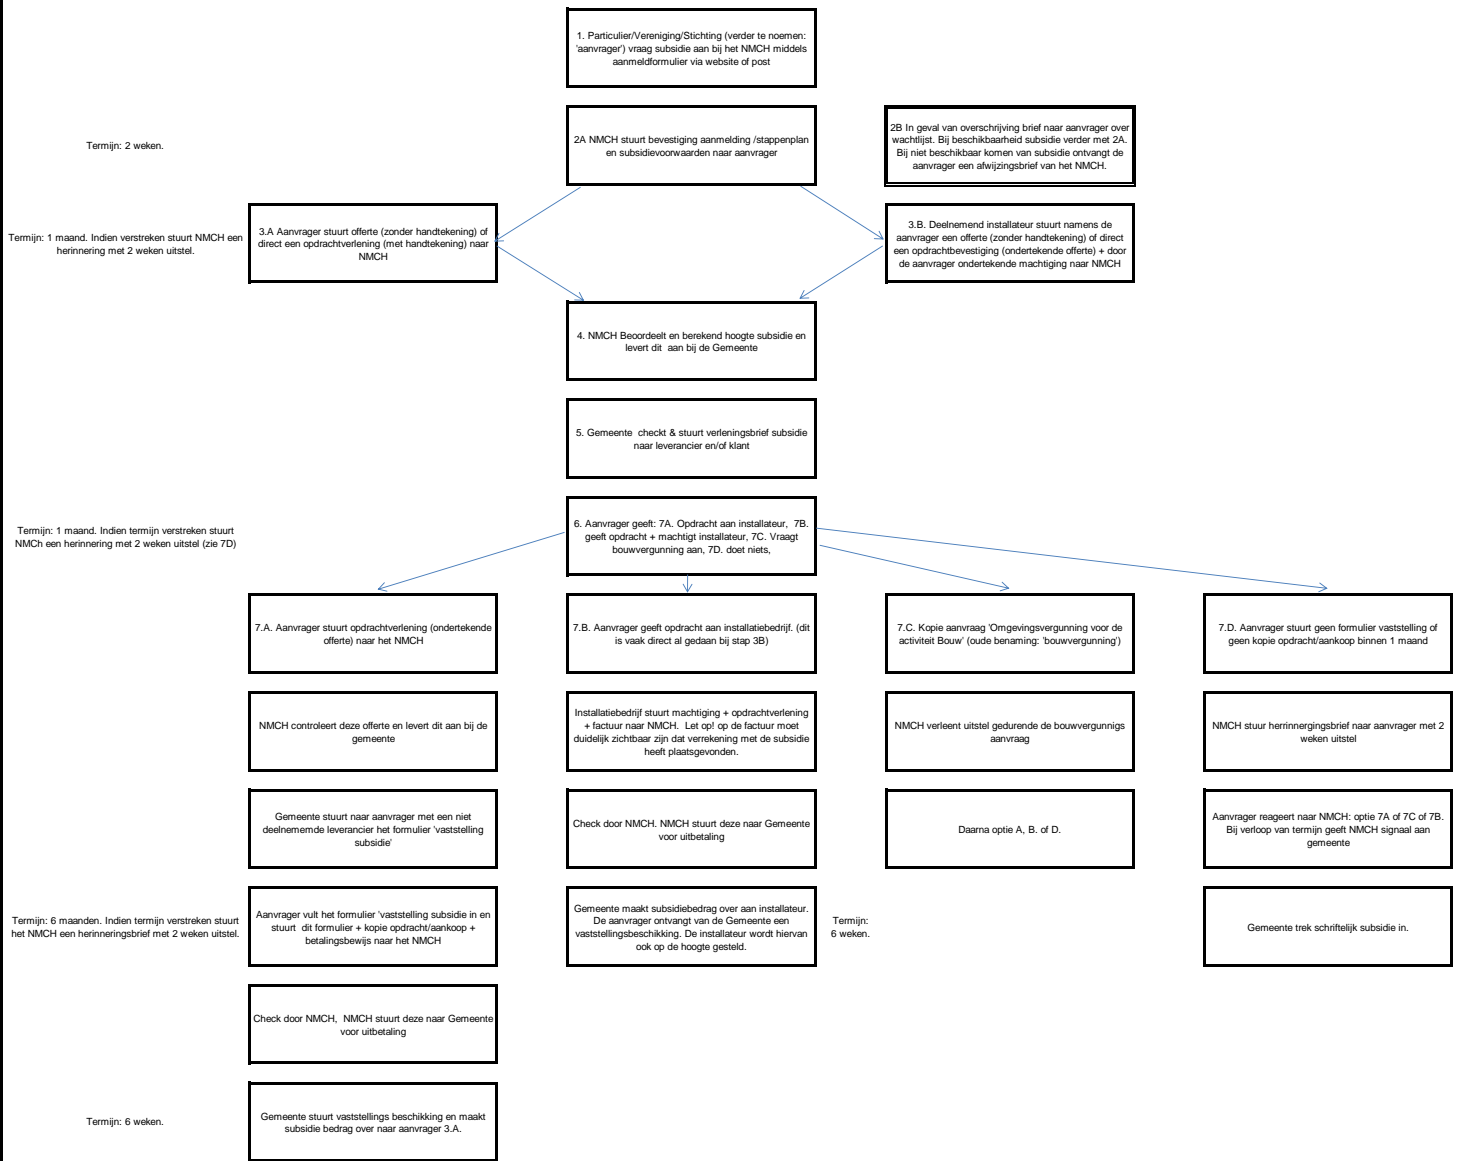 1. Particulier/Vereniging/Stichting (verder te noemen:
'aanvrager') vraag subsidie aan bij het NMCH middels
aanmeldformulier via website of post
Termijn: 2 weken.
2A NMCH stuurt bevestiging aanmelding /stappenplan
en subsidievoorwaarden naar aanvrager
2B In geval van overschrijving brief naar aanvrager over
wachtlijst. Bij beschikbaarheid subsidie verder met 2A.
Bij niet beschikbaar komen van subsidie ontvangt de
aanvrager een afwijzingsbrief van het NMCH.
Termijn: 1 maand. Indien verstreken stuurt NMCH een
herinnering met 2 weken uitstel.
3.A Aanvrager stuurt offerte (zonder handtekening) of
direct een opdrachtverlening (met handtekening) naar
NMCH
3.B. Deelnemend installateur stuurt namens de
aanvrager een offerte (zonder handtekening) of direct
een opdrachtbevestiging (ondertekende offerte) + door
de aanvrager ondertekende machtiging naar NMCH
4. NMCH Beoordeelt en berekend hoogte subsidie en
levert dit aan bij de Gemeente
5. Gemeente checkt & stuurt verleningsbrief subsidie
naar leverancier en/of klant
Termijn: 1 maand. Indien termijn verstreken stuurt
NMCh een herinnering met 2 weken uitstel (zie 7D)
6. Aanvrager geeft: 7A. Opdracht aan installateur, 7B.
geeft opdracht + machtigt installateur, 7C. Vraagt
bouwvergunning aan, 7D. doet niets,
7.A. Aanvrager stuurt opdrachtverlening (ondertekende
offerte) naar het NMCH
7.B. Aanvrager geeft opdracht aan installatiebedrijf. (dit
is vaak direct al gedaan bij stap 3B)
7.C. Kopie aanvraag 'Omgevingsvergunning voor de
activiteit Bouw' (oude benaming: 'bouwvergunning')
7.D. Aanvrager stuurt geen formulier vaststelling of
geen kopie opdracht/aankoop binnen 1 maand
NMCH controleert deze offerte en levert dit aan bij de
gemeente
Installatiebedrijf stuurt machtiging + opdrachtverlening
+ factuur naar NMCH. Let op! op de factuur moet
duidelijk zichtbaar zijn dat verrekening met de subsidie
heeft plaatsgevonden.
NMCH verleent uitstel gedurende de bouwvergunnigs
aanvraag
NMCH stuur herrinnergingsbrief naar aanvrager met 2
weken uitstel
Gemeente stuurt naar aanvrager met een niet
deelnememde leverancier het formulier 'vaststelling
subsidie'
Check door NMCH. NMCH stuurt deze naar Gemeente
voor uitbetaling
Daarna optie A, B. of D.
Aanvrager reageert naar NMCH: optie 7A of 7C of 7B.
Bij verloop van termijn geeft NMCH signaal aan
gemeente
Termijn: 6 maanden. Indien termijn verstreken stuurt
het NMCH een herinneringsbrief met 2 weken uitstel.
Aanvrager vult het formulier 'vaststelling subsidie in en
stuurt dit formulier + kopie opdracht/aankoop +
betalingsbewijs naar het NMCH
Gemeente maakt subsidiebedrag over aan installateur.
De aanvrager ontvangt van de Gemeente een
vaststellingsbeschikking. De installateur wordt hiervan
ook op de hoogte gesteld.
Termijn:
6 weken.
Gemeente trek schriftelijk subsidie in.
Check door NMCH, NMCH stuurt deze naar Gemeente
voor uitbetaling
Termijn: 6 weken.
Gemeente stuurt vaststellings beschikking en maakt
subsidie bedrag over naar aanvrager 3.A.